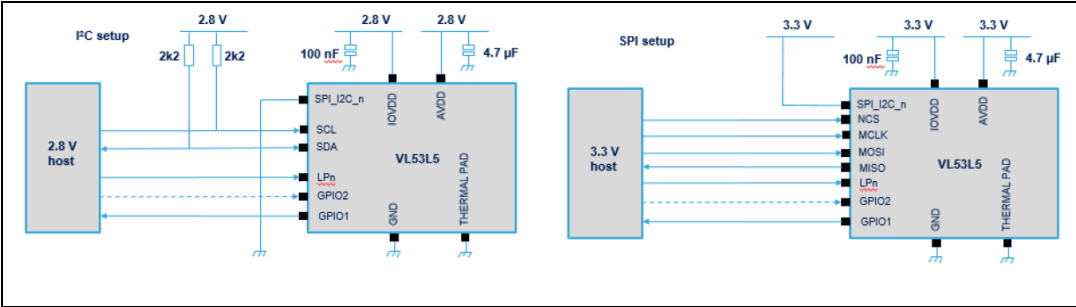 I²C setup
2.8 V
2.8 V
2.8 V
2k2
2k2
100 nF
4.7 µF
2.8 V
host
SPI_I2C_n
SCL
SDA
LPn
GPIO2
GPIO1
IOVDD
AVDD
VL53L5
GND
THERMAL PAD
SPI setup
3.3 V
3.3 V
3.3 V
100 nF
4.7 µF
3.3 V
host
SPI_I2C_n
NCS
MCLK
MOSI
MISO
LPn
GPIO2
GPIO1
IOVDD
AVDD
VL53L5
GND
THERMAL PAD